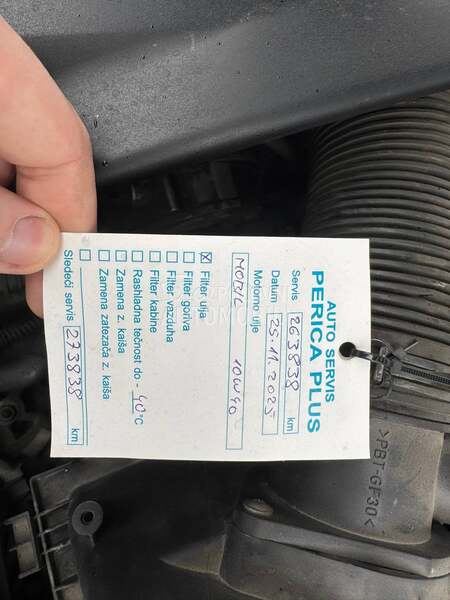 AUTO SERVIS
PERICA PLUS
Servis 263838 km
Datum 25.11.2025
Motorno ulje
MOBIL 10W40
☒ Filter ulja
☐ Filter goriva
☐ Filter vazduha
☐ Filter kabine
☐ Rashladna tečnost do - 40°C
☐ Zamena z. kaiša
☐ Zamena zatezača z. kaiša
Sledeći servis 273838 km
>PBT-GF30<